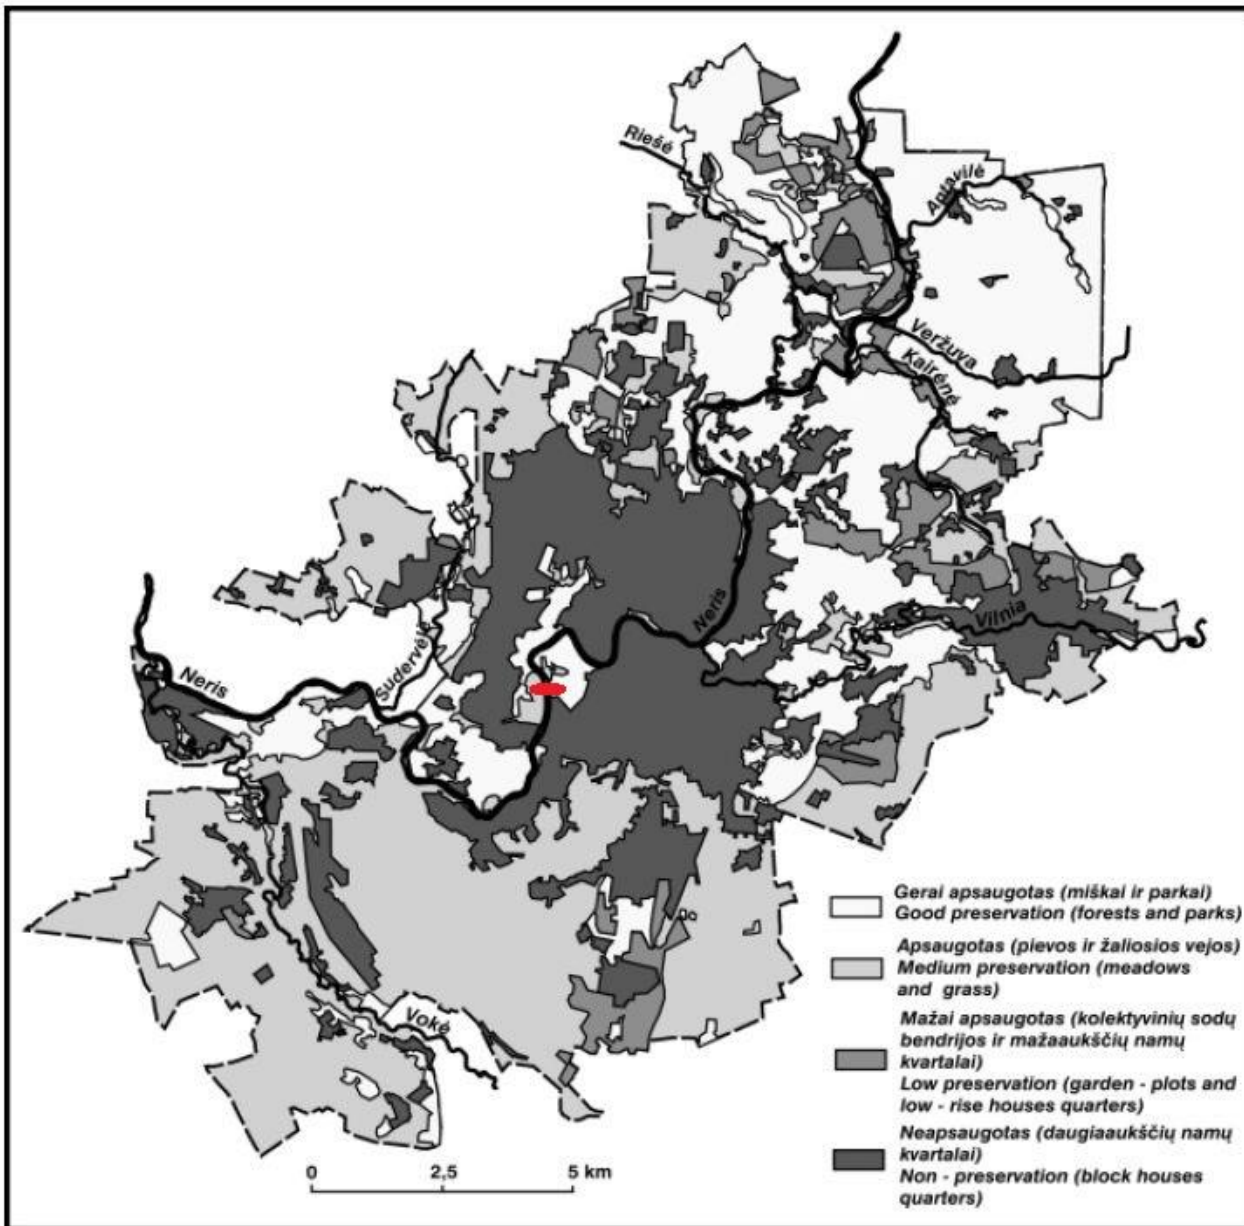 Riešė
Antavilė
Veržuva
Kairėnė
Neris
Vilnia
Sudervėlė
Neris
Vokė
Gerai apsaugotas (miškai ir parkai)
Good preservation (forests and parks)
Apsaugotas (pievos ir žaliosios vejos)
Medium preservation (meadows
and grass)
Mažai apsaugotas (kolektyvinių sodų
bendrijos ir mažaaukščių namų
kvartalai)
Low preservation (garden - plots and
low - rise houses quarters)
Neapsaugotas (daugiaaukščių namų
kvartalai)
Non - preservation (block houses
quarters)
0 2,5 5 km